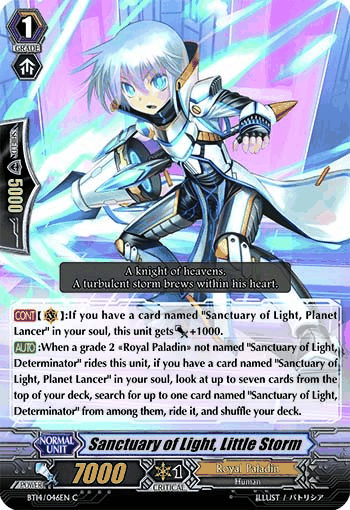 1
GRADE
SHIELD
5000
A knight of heavens.
A turbulent storm brews within his heart.
CONT [ ]:If you have a card named "Sanctuary of Light, Planet
Lancer" in your soul, this unit gets +1000.
AUTO:When a grade 2 «Royal Paladin» not named "Sanctuary of Light,
Determinator" rides this unit, if you have a card named "Sanctuary of
Light, Planet Lancer" in your soul, look at up to seven cards from the
top of your deck, search for up to one card named "Sanctuary of Light,
Determinator" from among them, ride it, and shuffle your deck.
NORMAL UNIT
Sanctuary of Light, Little Storm
POWER 7000
1 CRITICAL
Royal Paladin
Human
BT14/046EN C
ILLUST / パトリシア